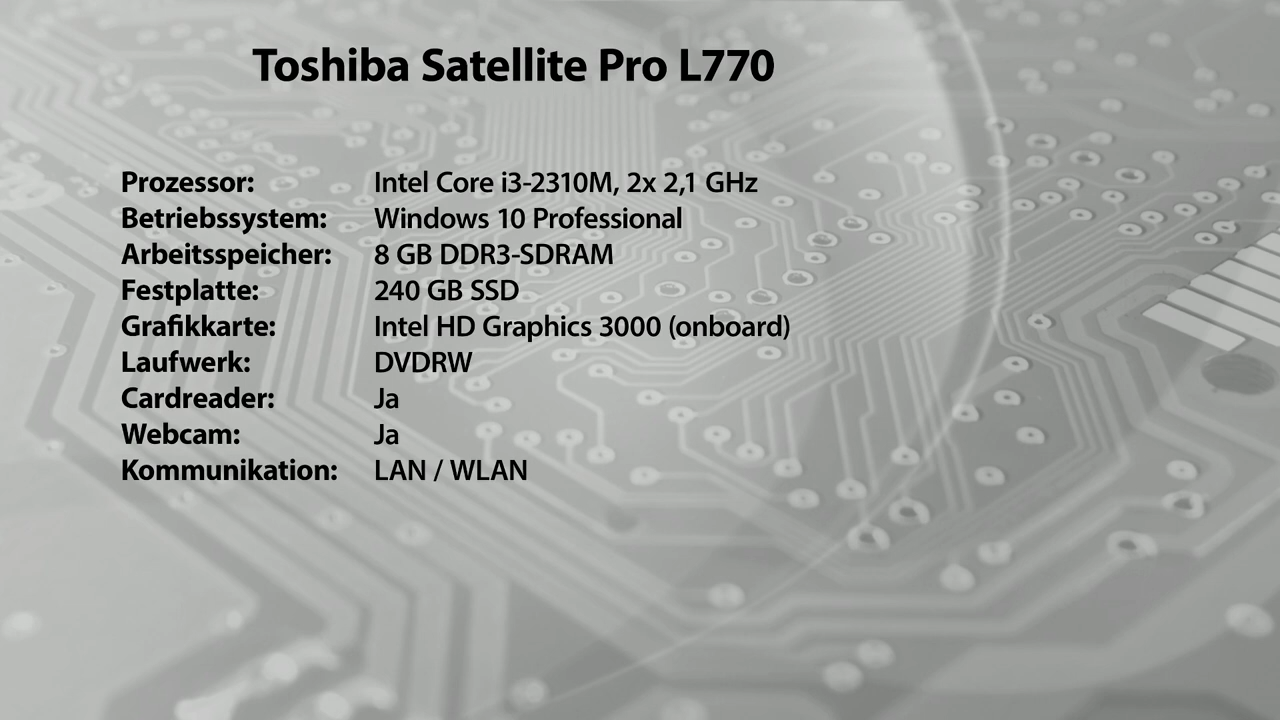 Toshiba Satellite Pro L770
Prozessor: Intel Core i3-2310M, 2x 2,1 GHz
Betriebssystem: Windows 10 Professional
Arbeitsspeicher: 8 GB DDR3-SDRAM
Festplatte: 240 GB SSD
Grafikkarte: Intel HD Graphics 3000 (onboard)
Laufwerk: DVDRW
Cardreader: Ja
Webcam: Ja
Kommunikation: LAN / WLAN